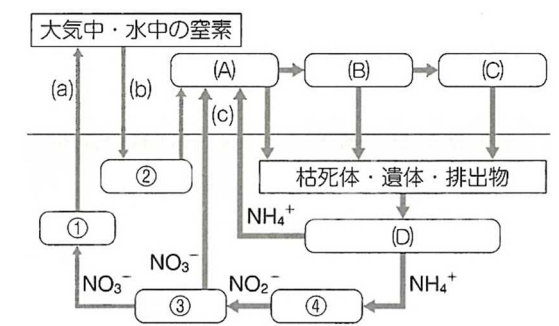 大気中・水中の窒素
(A)
(B)
(C)
(a)
(b)
(c)
②
枯死体・遺体・排出物
①
NH₄⁺
(D)
NO₃⁻
NO₃⁻
NO₂⁻
NH₄⁺
③
④